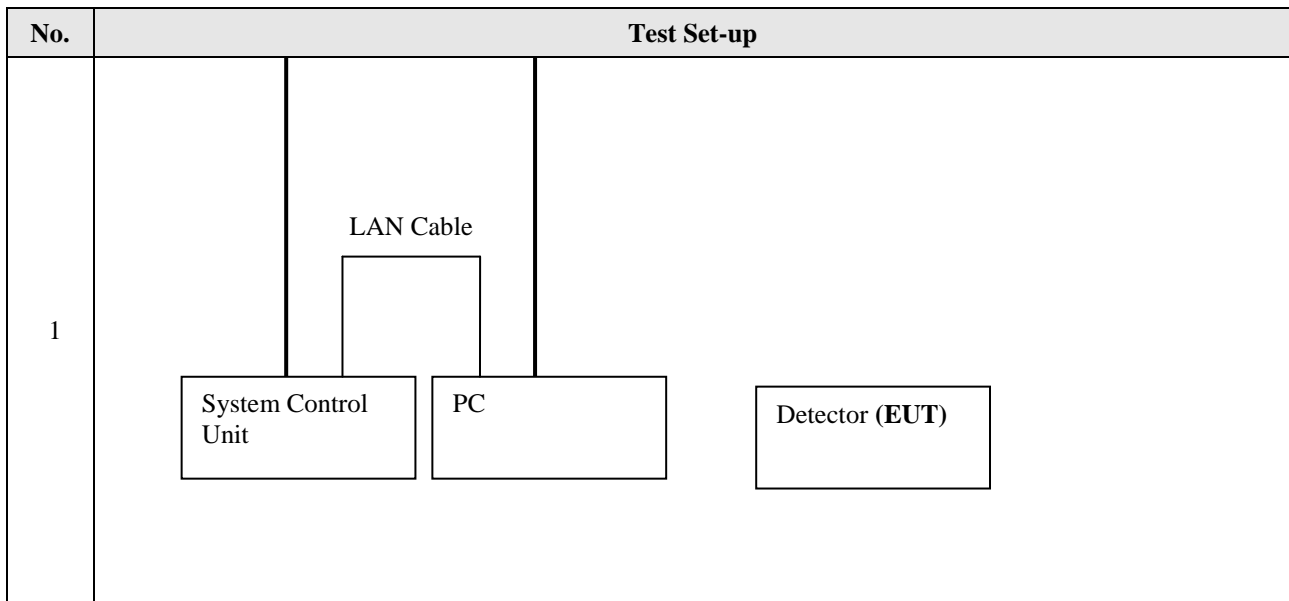 No.
Test Set-up
1
LAN Cable
System Control
Unit
PC
Detector (EUT)